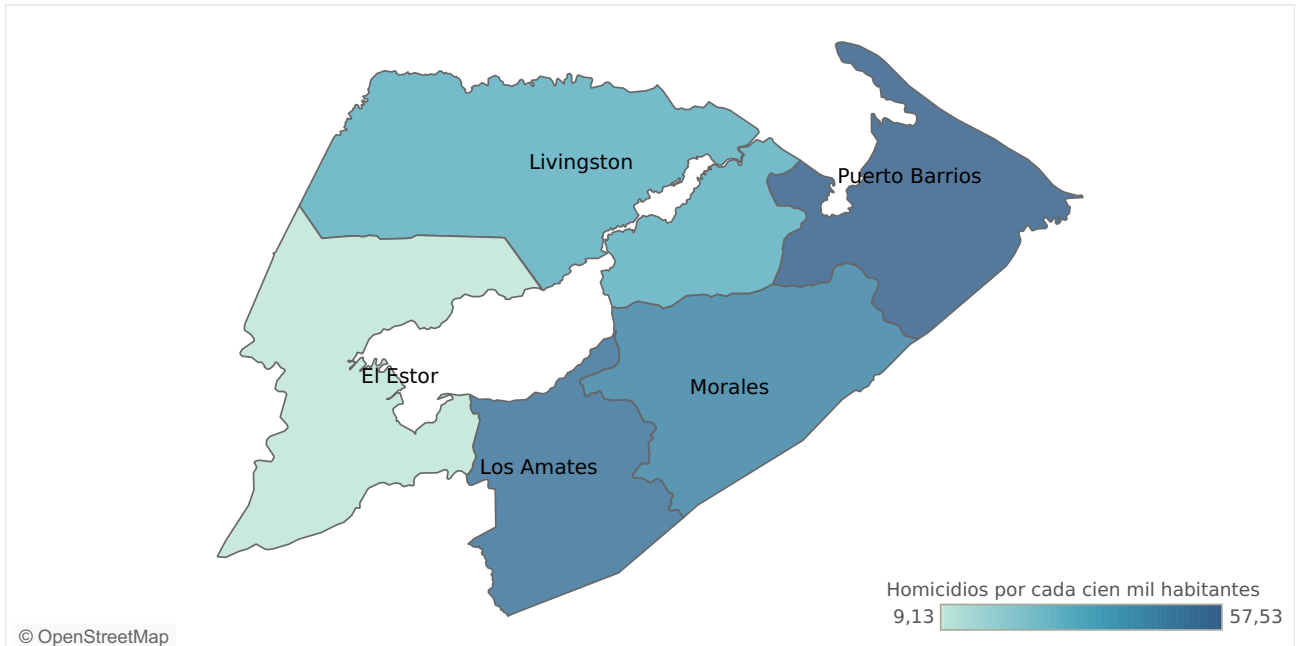 Livingston
Puerto Barrios
El Estor
Morales
Los Amates
Homicidios por cada cien mil habitantes
9,13 57,53
© OpenStreetMap